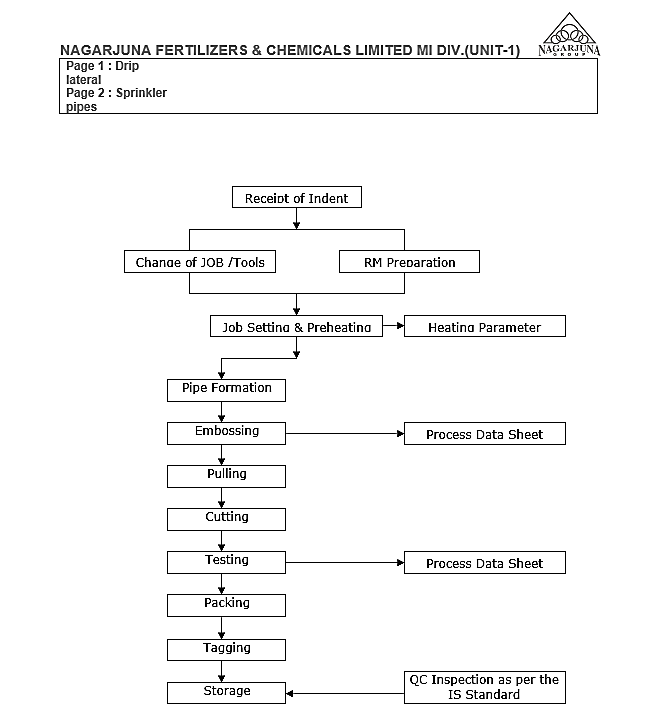 NAGARJUNA FERTILIZERS & CHEMICALS LIMITED MI DIV.(UNIT-1)
NAGARJUNA
GROUP
Page 1 : Drip
lateral
Page 2 : Sprinkler
pipes
Receipt of Indent
Change of JOB /Tools
RM Preparation
Job Setting & Preheating
Heating Parameter
Pipe Formation
Embossing
Process Data Sheet
Pulling
Cutting
Testing
Process Data Sheet
Packing
Tagging
QC Inspection as per the
IS Standard
Storage